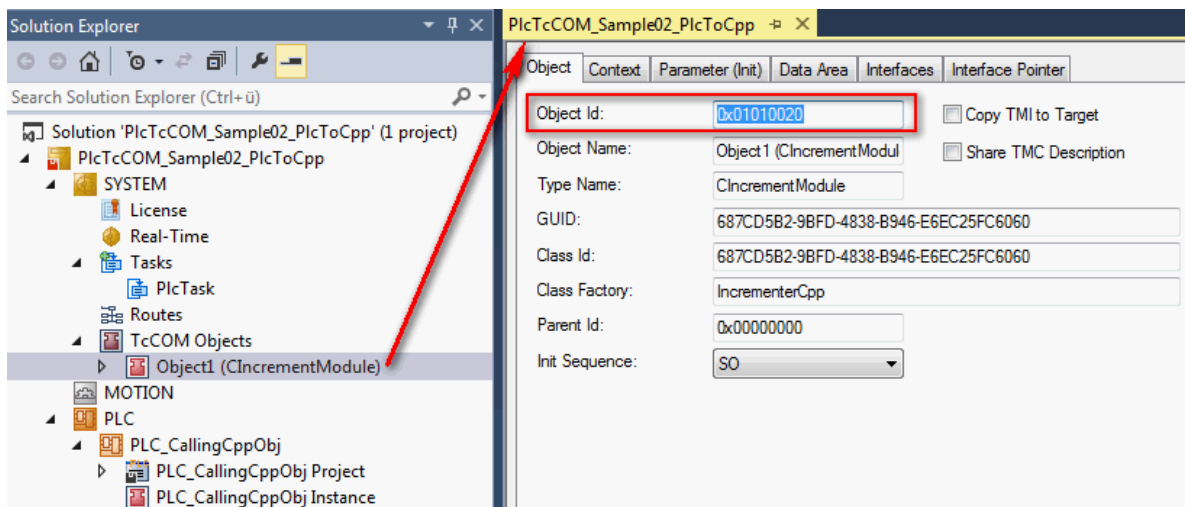 Solution Explorer
Search Solution Explorer (Ctrl+ü)
Solution 'PlcTcCOM_Sample02_PlcToCpp' (1 project)
PlcTcCOM_Sample02_PlcToCpp
SYSTEM
License
Real-Time
Tasks
PlcTask
Routes
TcCOM Objects
Object1 (CIncrementModule)
MOTION
PLC
PLC_CallingCppObj
PLC_CallingCppObj Project
PLC_CallingCppObj Instance
PlcTcCOM_Sample02_PlcToCpp
Object Context Parameter (Init) Data Area Interfaces Interface Pointer
Object Id: 0x01010020 Copy TMI to Target
Object Name: Object1 (CIncrementModul Share TMC Description
Type Name: CIncrementModule
GUID: 687CD5B2-9BFD-4838-B946-E6EC25FC6060
Class Id: 687CD5B2-9BFD-4838-B946-E6EC25FC6060
Class Factory: IncrementerCpp
Parent Id: 0x00000000
Init Sequence: SO